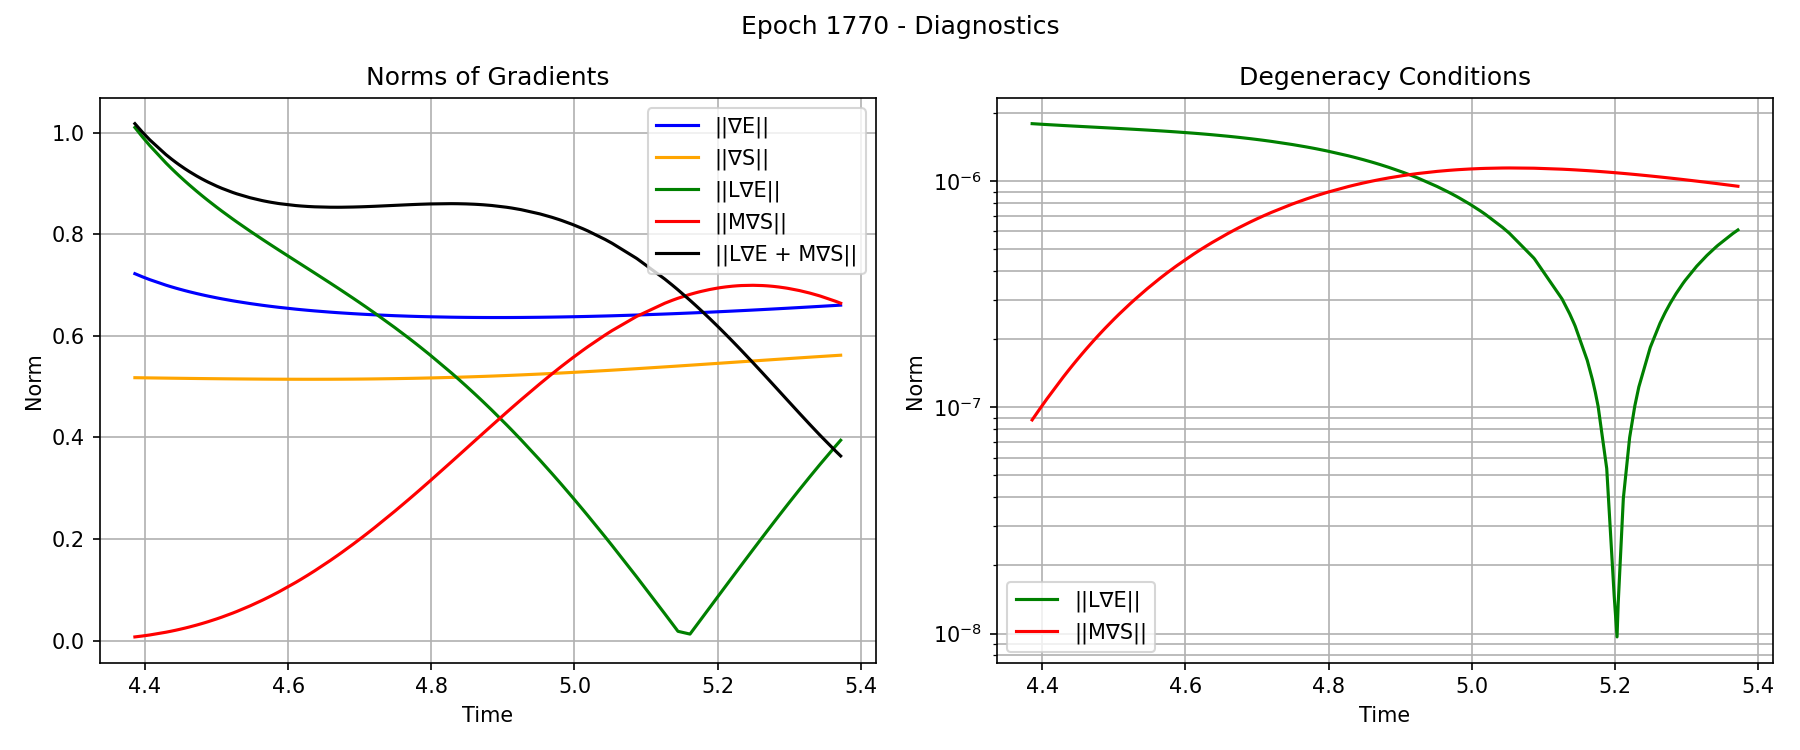 Epoch 1770 - Diagnostics
Norms of Gradients
Norm
1.0
0.8
0.6
0.4
0.2
0.0
||∇E||
||∇S||
||L∇E||
||M∇S||
||L∇E + M∇S||
4.4 4.6 4.8 5.0 5.2 5.4
Time
Degeneracy Conditions
Norm
10⁻⁶
10⁻⁷
10⁻⁸
||L∇E||
||M∇S||
4.4 4.6 4.8 5.0 5.2 5.4
Time